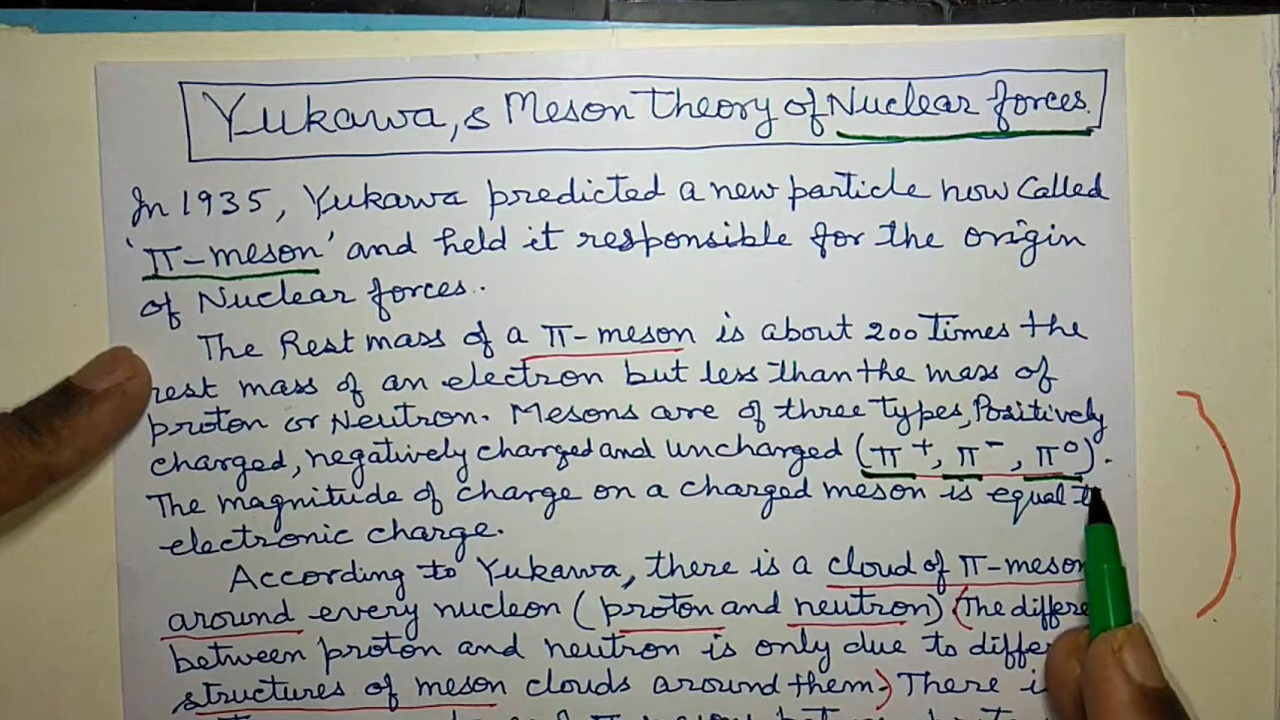 Yukawa,s Meson Theory of Nuclear forces.
In 1935, Yukawa predicted a new particle now called
'π-meson' and held it responsible for the origin
of Nuclear forces.
The Rest mass of a π-meson is about 200 Times the
rest mass of an electron but less than the mass of
proton or Neutron. Mesons are of three types, Positively
charged, negatively charged and uncharged (π+, π-, π0).
The magnitude of charge on a charged meson is equal
electronic charge.
According to Yukawa, there is a cloud of π-meson
around every nucleon (proton and neutron) (The
between proton and neutron is only due to
structures of meson clouds around them) There